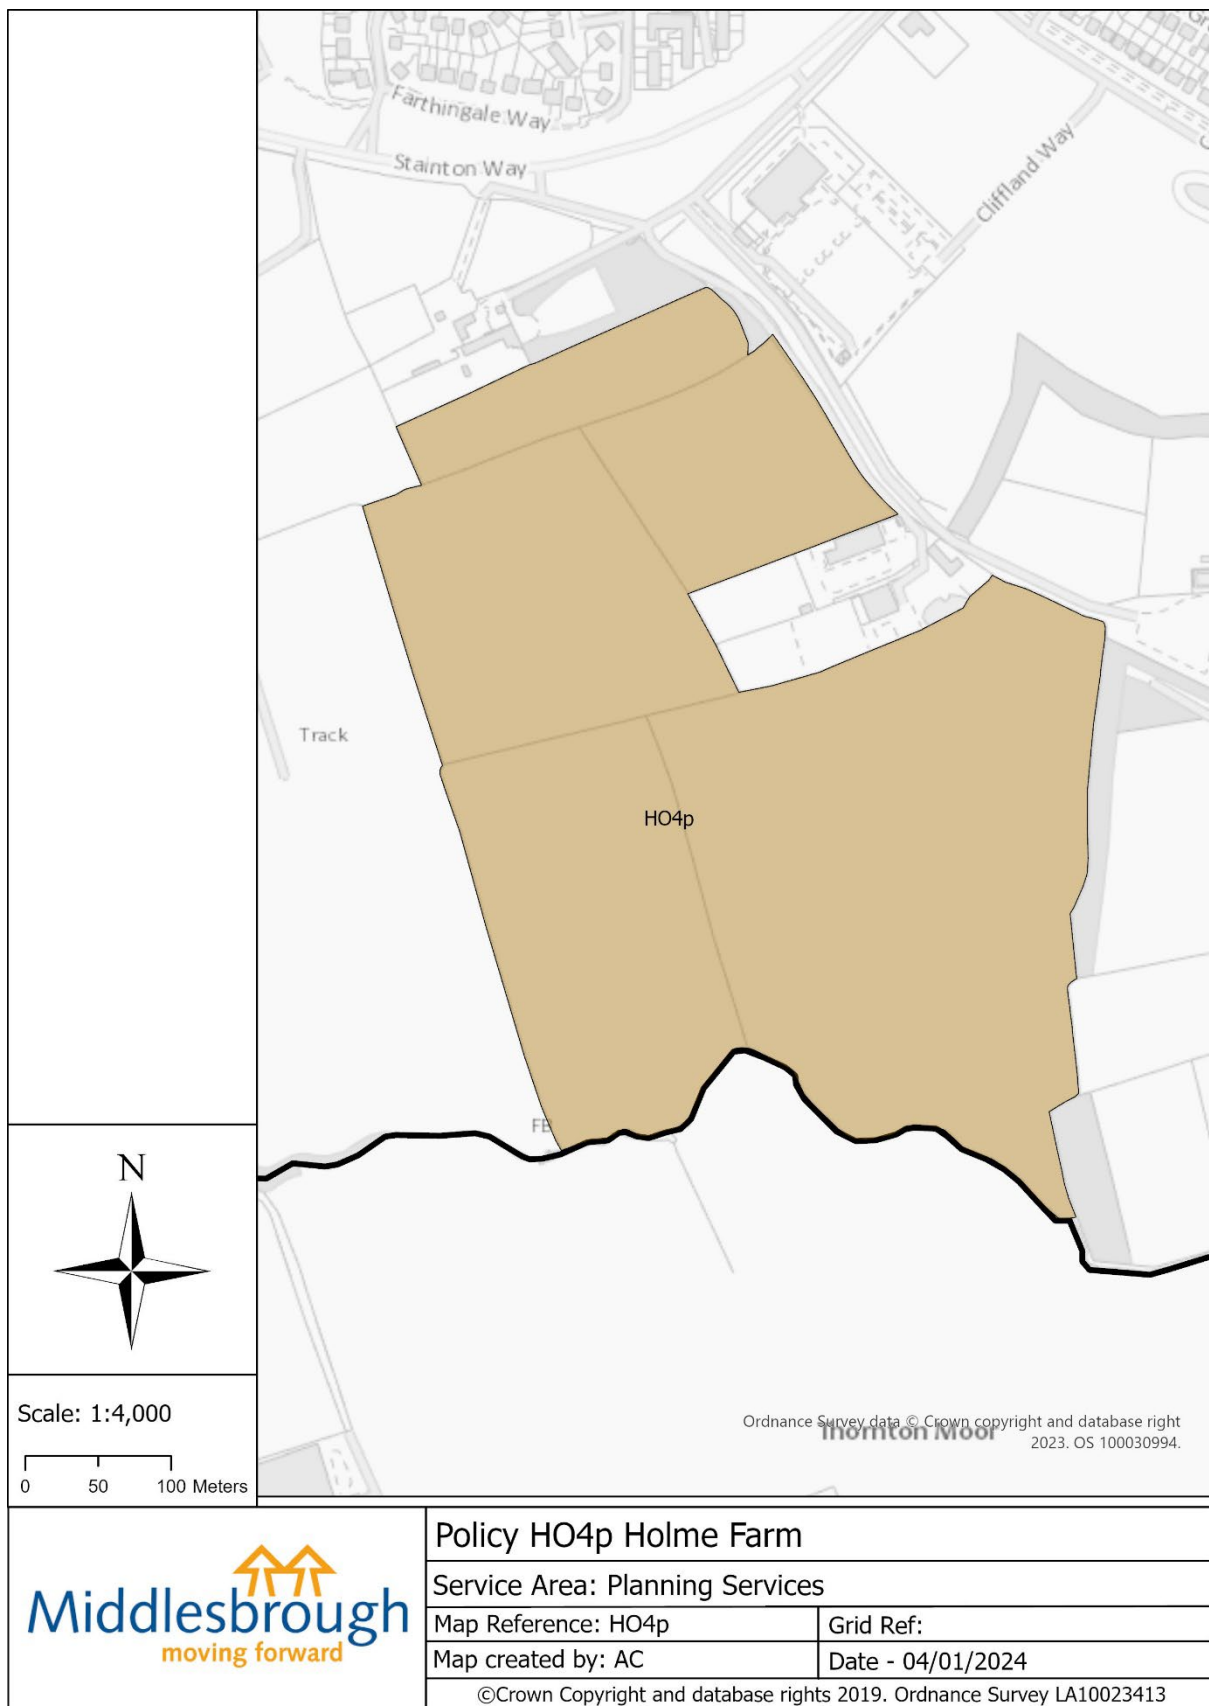 Farthingale Way
Stainton Way
Cliffland Way
Track
HO4p
FB
N
Scale: 1:4,000
0 50 100 Meters
Thornton Moor
Ordnance Survey data © Crown copyright and database right
2023. OS 100030994.
Middlesbrough
moving forward
Policy HO4p Holme Farm
Service Area: Planning Services
Map Reference: HO4p
Grid Ref:
Map created by: AC
Date - 04/01/2024
©Crown Copyright and database rights 2019. Ordnance Survey LA10023413